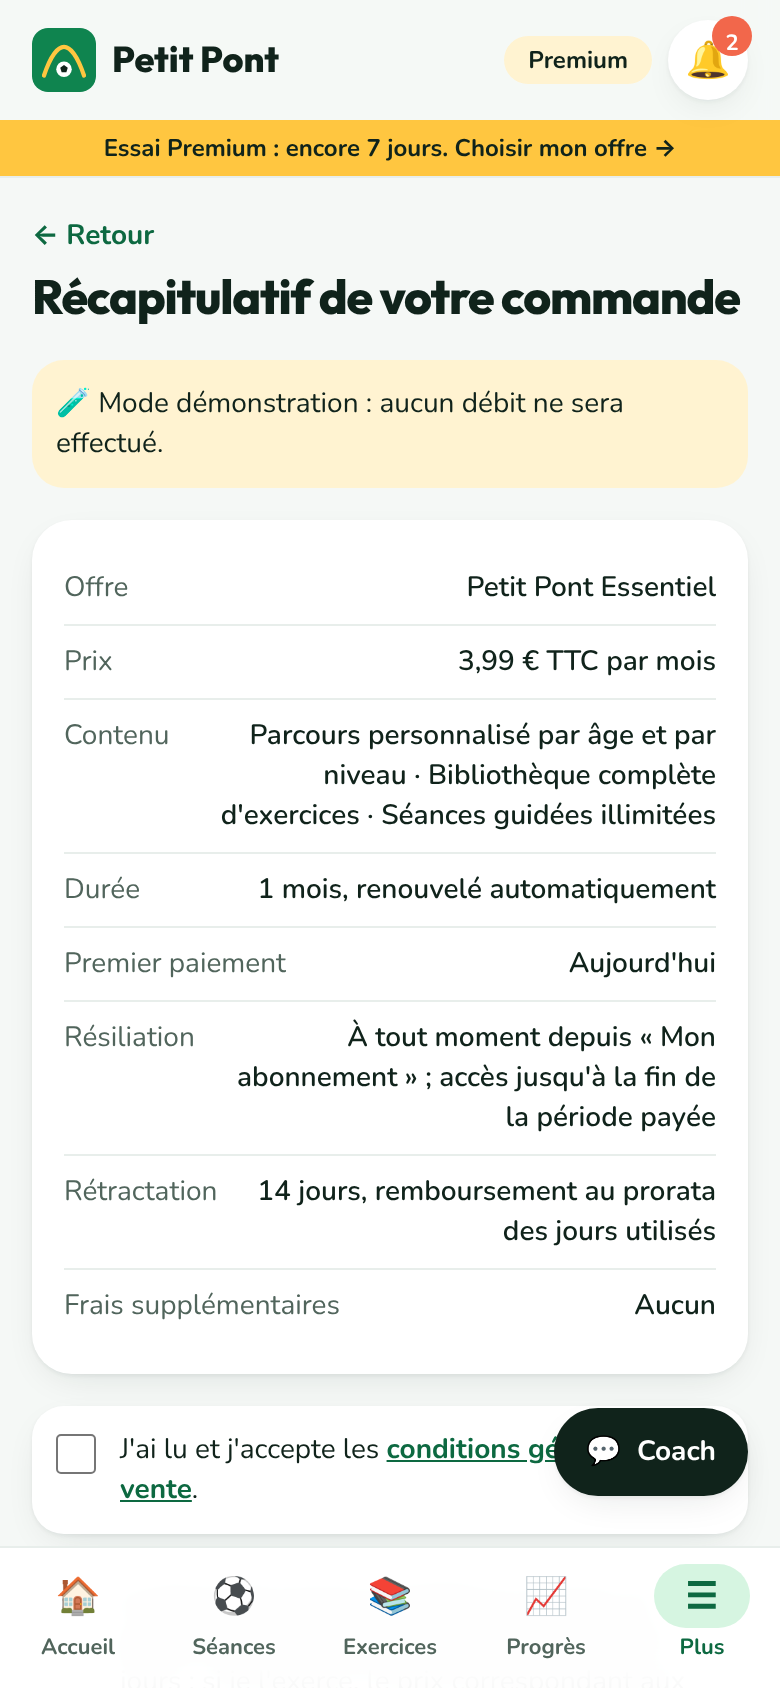 Petit Pont
Premium
2
Essai Premium : encore 7 jours. Choisir mon offre →
← Retour
Récapitulatif de votre commande
🧪 Mode démonstration : aucun débit ne sera
effectué.
Offre Petit Pont Essentiel
Prix 3,99 € TTC par mois
Contenu Parcours personnalisé par âge et par
niveau · Bibliothèque complète
d'exercices · Séances guidées illimitées
Durée 1 mois, renouvelé automatiquement
Premier paiement Aujourd'hui
Résiliation À tout moment depuis « Mon
abonnement » ; accès jusqu'à la fin de
la période payée
Rétractation 14 jours, remboursement au prorata
des jours utilisés
Frais supplémentaires Aucun
J'ai lu et j'accepte les conditions
vente.
💬 Coach
Accueil Séances Exercices Progrès Plus